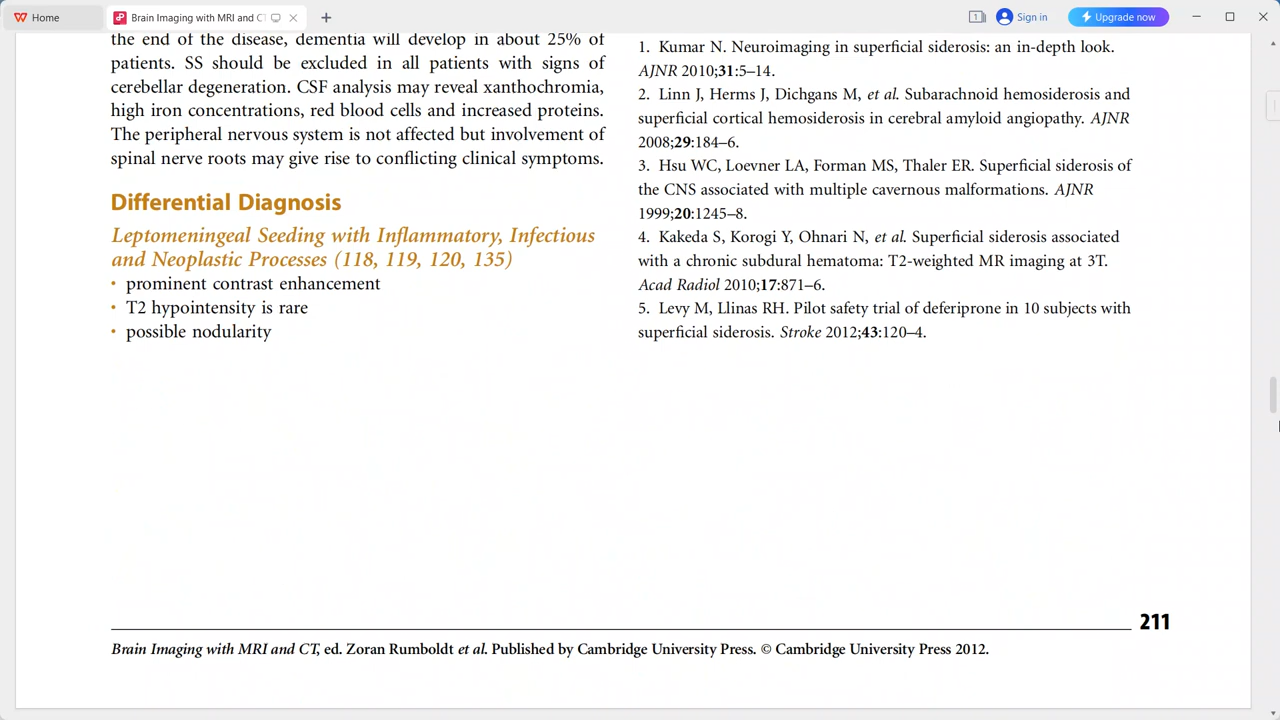 Home
Brain Imaging with MRI and C
Sign in
Upgrade now
the end of the disease, dementia will develop in about 25% of
patients. SS should be excluded in all patients with signs of
cerebellar degeneration. CSF analysis may reveal xanthochromia,
high iron concentrations, red blood cells and increased proteins.
The peripheral nervous system is not affected but involvement of
spinal nerve roots may give rise to conflicting clinical symptoms.
Differential Diagnosis
Leptomeningeal Seeding with Inflammatory, Infectious
and Neoplastic Processes (118, 119, 120, 135)
• prominent contrast enhancement
• T2 hypointensity is rare
• possible nodularity
1. Kumar N. Neuroimaging in superficial siderosis: an in-depth look.
AJNR 2010;31:5–14.
2. Linn J, Herms J, Dichgans M, et al. Subarachnoid hemosiderosis and
superficial cortical hemosiderosis in cerebral amyloid angiopathy. AJNR
2008;29:184–6.
3. Hsu WC, Loevner LA, Forman MS, Thaler ER. Superficial siderosis of
the CNS associated with multiple cavernous malformations. AJNR
1999;20:1245–8.
4. Kakeda S, Korogi Y, Ohnari N, et al. Superficial siderosis associated
with a chronic subdural hematoma: T2-weighted MR imaging at 3T.
Acad Radiol 2010;17:871–6.
5. Levy M, Llinas RH. Pilot safety trial of deferiprone in 10 subjects with
superficial siderosis. Stroke 2012;43:120–4.
211
Brain Imaging with MRI and CT, ed. Zoran Rumboldt et al. Published by Cambridge University Press. © Cambridge University Press 2012.